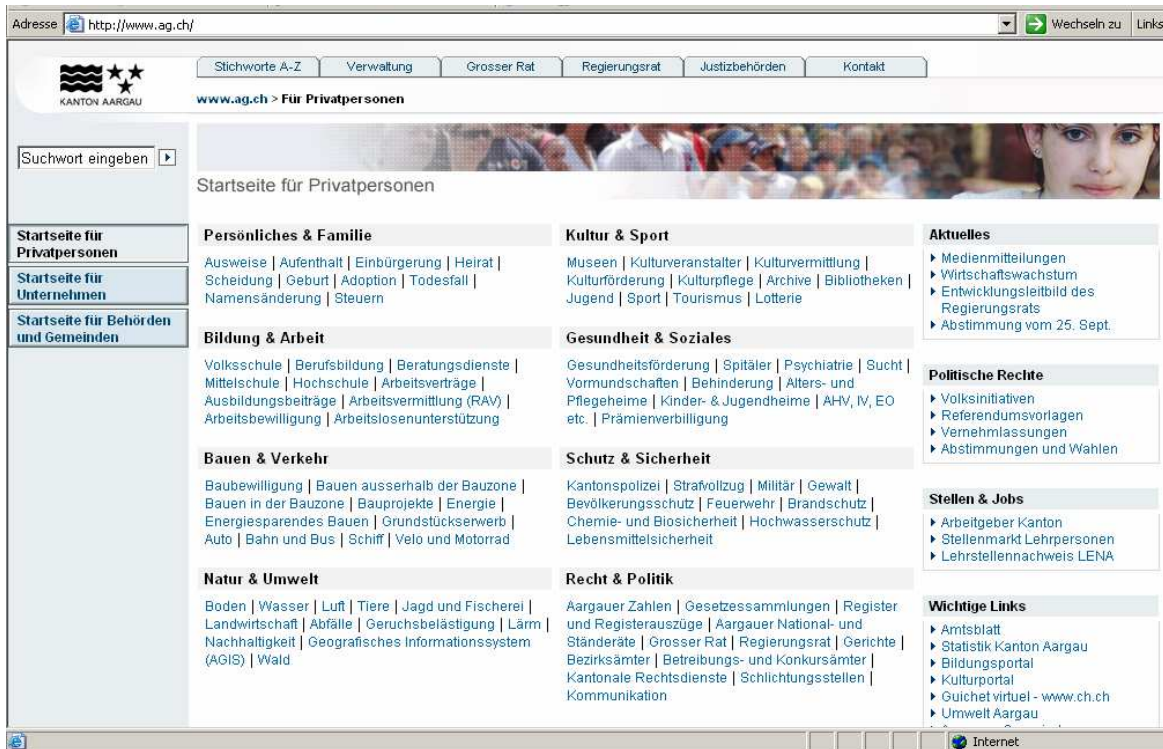 Adresse http://www.ag.ch/ Wechseln zu Links
KANTON AARGAU
Stichworte A-Z Verwaltung Grosser Rat Regierungsrat Justizbehörden Kontakt
www.ag.ch > Für Privatpersonen
Suchwort eingeben
Startseite für Privatpersonen
Startseite für
Privatpersonen
Startseite für
Unternehmen
Startseite für Behörden
und Gemeinden
Persönliches & Familie
Ausweise | Aufenthalt | Einbürgerung | Heirat |
Scheidung | Geburt | Adoption | Todesfall |
Namensänderung | Steuern
Bildung & Arbeit
Volksschule | Berufsbildung | Beratungsdienste |
Mittelschule | Hochschule | Arbeitsverträge |
Ausbildungsbeiträge | Arbeitsvermittlung (RAV) |
Arbeitsbewilligung | Arbeitslosenunterstützung
Bauen & Verkehr
Baubewilligung | Bauen ausserhalb der Bauzone |
Bauen in der Bauzone | Bauprojekte | Energie |
Energiesparendes Bauen | Grundstückserwerb |
Auto | Bahn und Bus | Schiff | Velo und Motorrad
Natur & Umwelt
Boden | Wasser | Luft | Tiere | Jagd und Fischerei |
Landwirtschaft | Abfälle | Geruchsbelästigung | Lärm |
Nachhaltigkeit | Geografisches Informationssystem
(AGIS) | Wald
Kultur & Sport
Museen | Kulturveranstalter | Kulturvermittlung |
Kulturförderung | Kulturpflege | Archive | Bibliotheken |
Jugend | Sport | Tourismus | Lotterie
Gesundheit & Soziales
Gesundheitsförderung | Spitäler | Psychiatrie | Sucht |
Vormundschaften | Behinderung | Alters- und
Pflegeheime | Kinder- & Jugendheime | AHV, IV, EO
etc. | Prämienverbilligung
Schutz & Sicherheit
Kantonspolizei | Strafvollzug | Militär | Gewalt |
Bevölkerungsschutz | Feuerwehr | Brandschutz |
Chemie- und Biosicherheit | Hochwasserschutz |
Lebensmittelsicherheit
Recht & Politik
Aargauer Zahlen | Gesetzessammlungen | Register
und Registerauszüge | Aargauer National- und
Ständeräte | Grosser Rat | Regierungsrat | Gerichte |
Bezirksämter | Betreibungs- und Konkursämter |
Kantonale Rechtsdienste | Schlichtungsstellen |
Kommunikation
Aktuelles
Medienmitteilungen
Wirtschaftswachstum
Entwicklungsleitbild des
Regierungsrats
Abstimmung vom 25. Sept.
Politische Rechte
Volksinitiativen
Referendumsvorlagen
Vernehmlassungen
Abstimmungen und Wahlen
Stellen & Jobs
Arbeitgeber Kanton
Stellenmarkt Lehrpersonen
Lehrstellennachweis LENA
Wichtige Links
Amtsblatt
Statistik Kanton Aargau
Bildungsportal
Kulturportal
Guichet virtuel - www.ch.ch
Umwelt Aargau
Internet